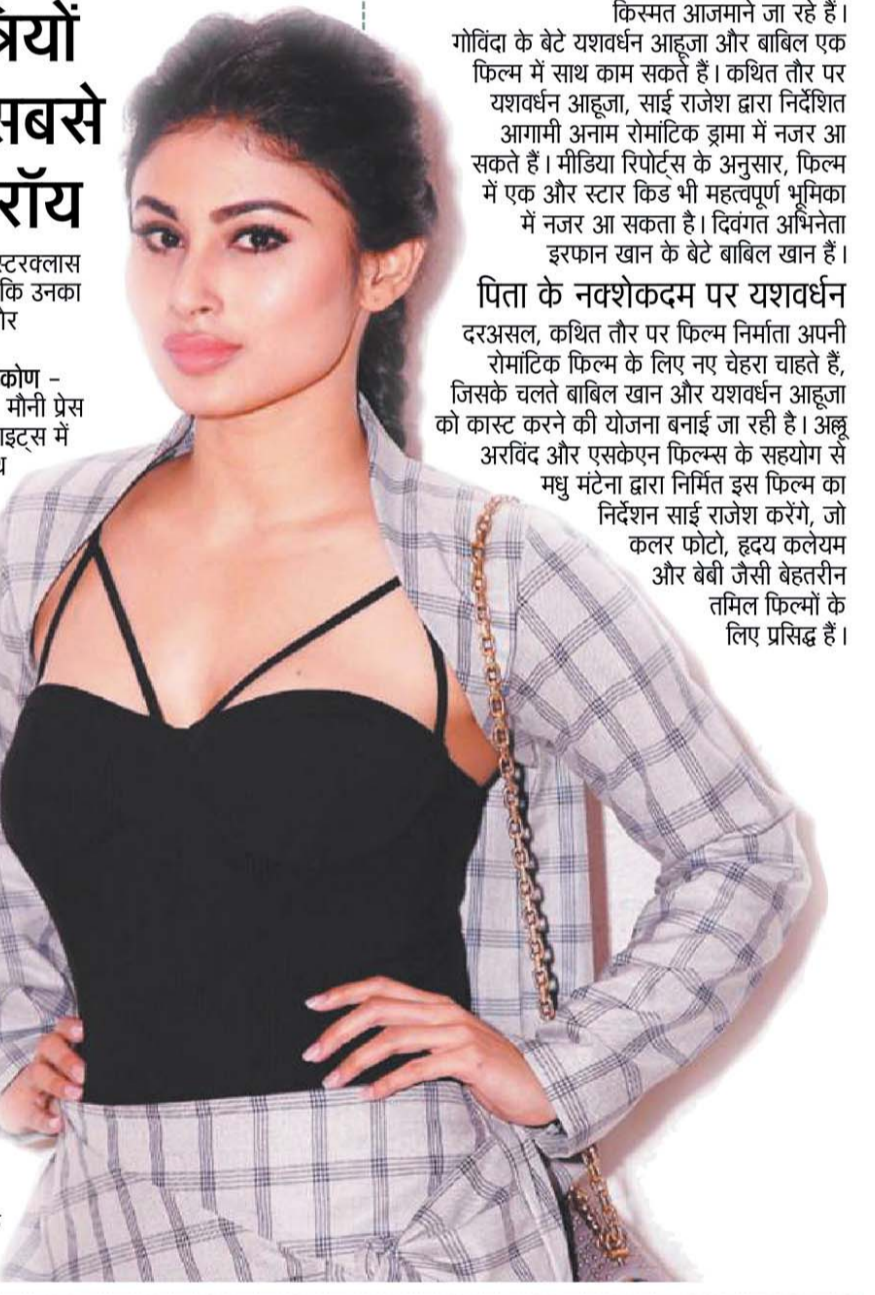 त्रियों
सबसे
रॉय
स्टरक्लास
कि उनका
कोण –
मौनी प्रेस
इट्स में
किस्मत आजमाने जा रहे हैं।
गोविंदा के बेटे यशवर्धन आहूजा और बाबिल एक
फिल्म में साथ काम सकते हैं। कथित तौर पर
यशवर्धन आहूजा, साई राजेश द्वारा निर्देशित
आगामी अनाम रोमांटिक ड्रामा में नजर आ
सकते हैं। मीडिया रिपोर्ट्स के अनुसार, फिल्म
में एक और स्टार किड भी महत्वपूर्ण भूमिका
में नजर आ सकता है। दिवंगत अभिनेता
इरफान खान के बेटे बाबिल खान हैं।
पिता के नक्शेकदम पर यशवर्धन
दरअसल, कथित तौर पर फिल्म निर्माता अपनी
रोमांटिक फिल्म के लिए नए चेहरा चाहते हैं,
जिसके चलते बाबिल खान और यशवर्धन आहूजा
को कास्ट करने की योजना बनाई जा रही है। अल्लू
अरविंद और एसकेएन फिल्म्स के सहयोग से
मधु मंटेना द्वारा निर्मित इस फिल्म का
निर्देशन साई राजेश करेंगे, जो
कलर फोटो, हृदय कलेयम
और बेबी जैसी बेहतरीन
तमिल फिल्मों के
लिए प्रसिद्ध हैं।